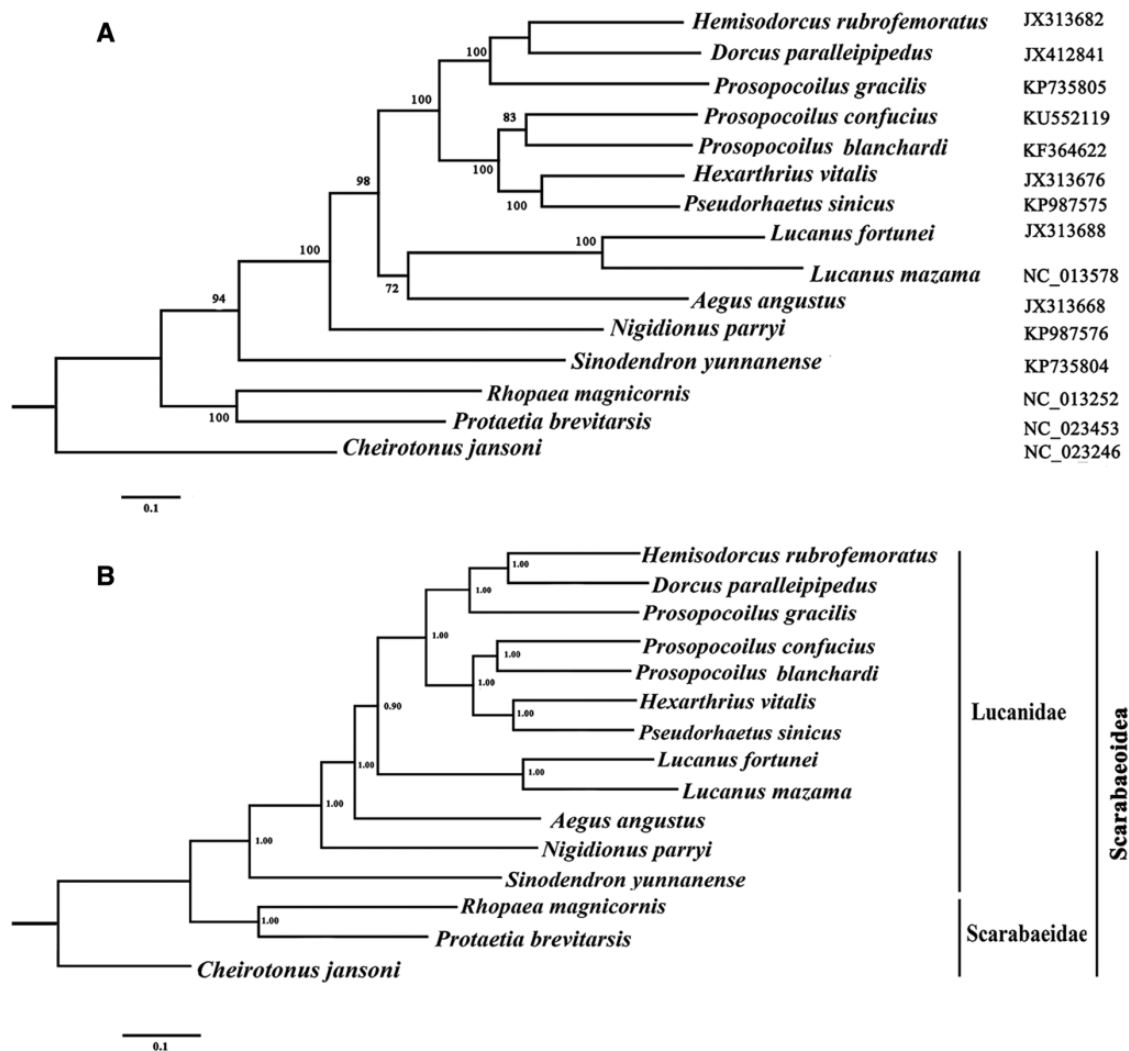 A
Hemisodorcus rubrofemoratus JX313682
Dorcus paralleipipedus JX412841
100
Prosopocoilus gracilis KP735805
100
Prosopocoilus confucius KU552119
83
Prosopocoilus blanchardi KF364622
100
Hexarthrius vitalis JX313676
98
Pseudorhaetus sinicus KP987575
100
Lucanus fortunei JX313688
100
100
Lucanus mazama NC_013578
72
Aegus angustus JX313668
94
Nigidionus parryi KP987576
Sinodendron yunnanense KP735804
Rhopaea magnicornis NC_013252
100
Protaetia brevitarsis NC_023453
Cheirotonus jansoni NC_023246
0.1
B
Hemisodorcus rubrofemoratus
1.00
Dorcus paralleipipedus
1.00
Prosopocoilus gracilis
1.00
Prosopocoilus confucius
1.00
Prosopocoilus blanchardi
1.00
Hexarthrius vitalis
0.90
1.00
Pseudorhaetus sinicus
Lucanus fortunei
1.00
1.00
Lucanus mazama
1.00
Aegus angustus
1.00
Nigidionus parryi
Sinodendron yunnanense
Rhopaea magnicornis
1.00
Protaetia brevitarsis
Cheirotonus jansoni
Lucanidae
Scarabaeidae
Scarabaeoidea
0.1